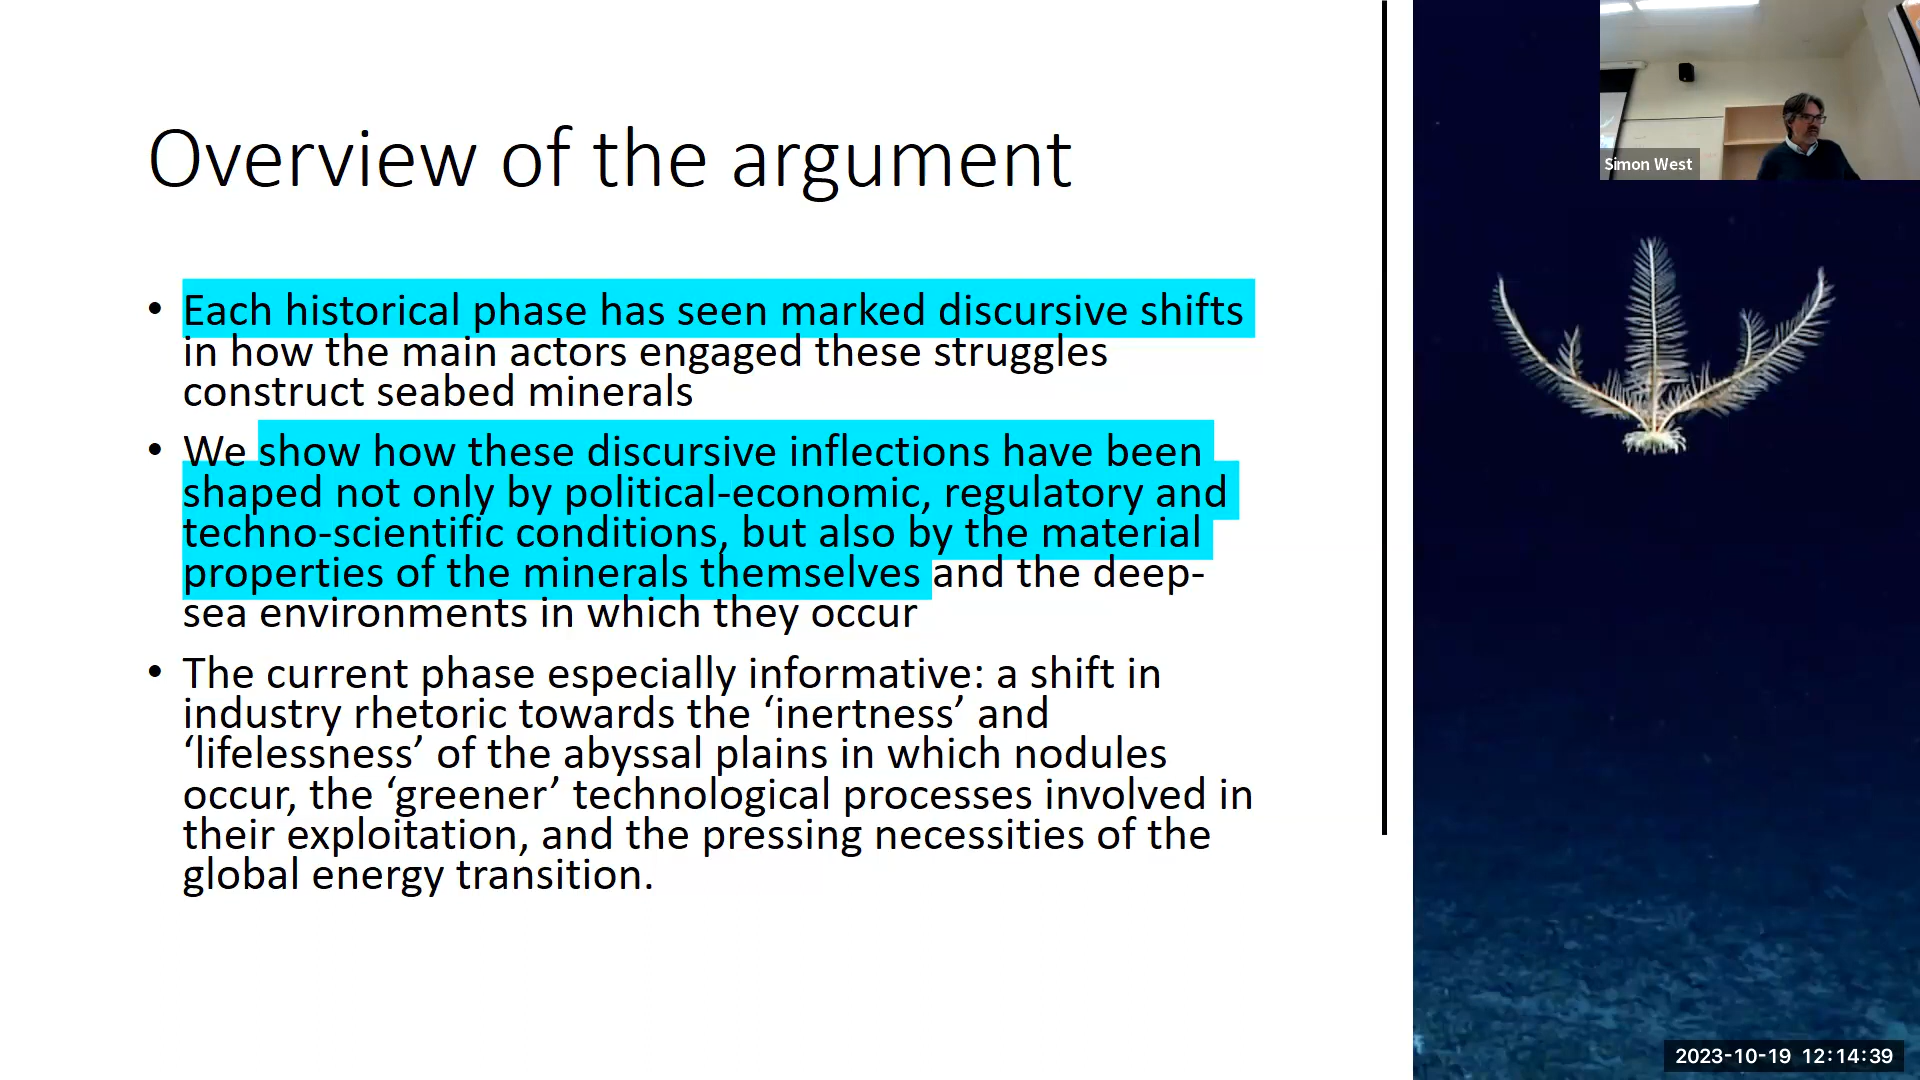 Overview of the argument
• Each historical phase has seen marked discursive shifts
in how the main actors engaged these struggles
construct seabed minerals
• We show how these discursive inflections have been
shaped not only by political-economic, regulatory and
techno-scientific conditions, but also by the material
properties of the minerals themselves and the deep-
sea environments in which they occur
• The current phase especially informative: a shift in
industry rhetoric towards the ‘inertness’ and
‘lifelessness’ of the abyssal plains in which nodules
occur, the ‘greener’ technological processes involved in
their exploitation, and the pressing necessities of the
global energy transition.
Simon West
2023-10-19 12:14:39